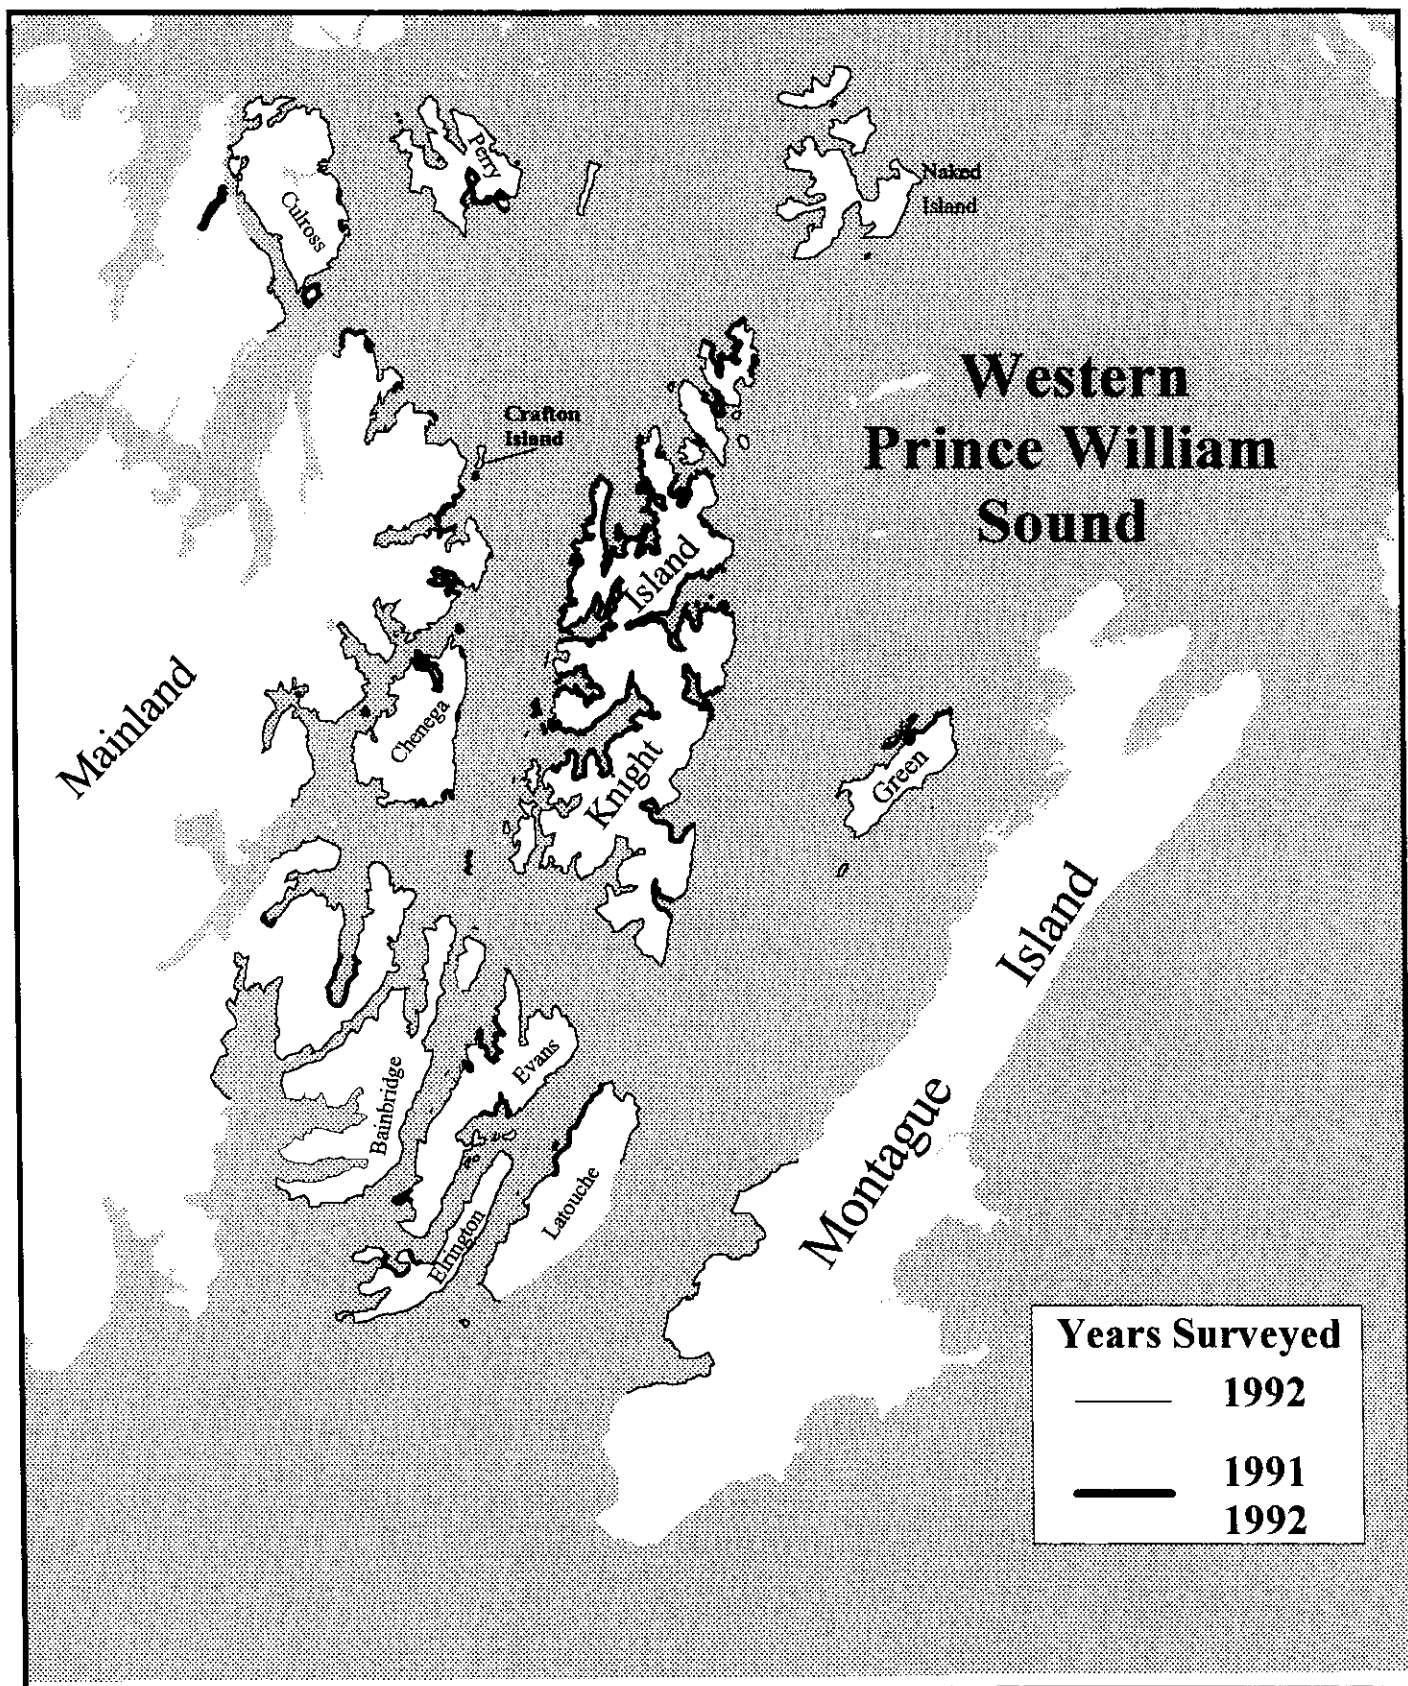 Perry
Culross
Naked
Island
Western
Prince William
Sound
Crafton
Island
Island
Mainland
Chenega
Knight
Green
Island
Montague
Evans
Bainbridge
Latouche
Elrington
Years Surveyed
1992
1991
1992